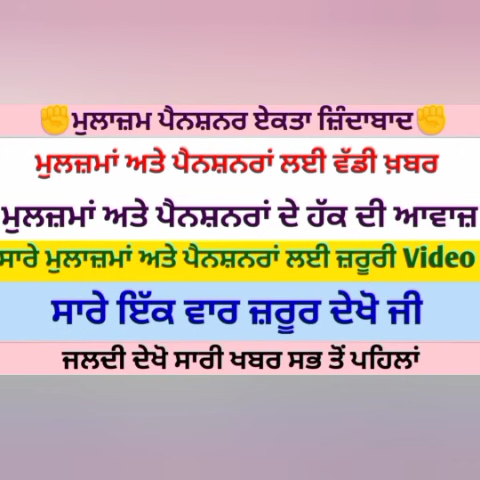 ✊ਮੁਲਾਜ਼ਮ ਪੈਨਸ਼ਨਰ ਏਕਤਾ ਜ਼ਿੰਦਾਬਾਦ✊
ਮੁਲਜ਼ਮਾਂ ਅਤੇ ਪੈਨਸ਼ਨਰਾਂ ਲਈ ਵੱਡੀ ਖ਼ਬਰ
ਮੁਲਜ਼ਮਾਂ ਅਤੇ ਪੈਨਸ਼ਨਰਾਂ ਦੇ ਹੱਕ ਦੀ ਆਵਾਜ਼
ਸਾਰੇ ਮੁਲਾਜ਼ਮਾਂ ਅਤੇ ਪੈਨਸ਼ਨਰਾਂ ਲਈ ਜ਼ਰੂਰੀ Video
ਸਾਰੇ ਇੱਕ ਵਾਰ ਜ਼ਰੂਰ ਦੇਖੋ ਜੀ
ਜਲਦੀ ਦੇਖੋ ਸਾਰੀ ਖਬਰ ਸਭ ਤੋਂ ਪਹਿਲਾਂ